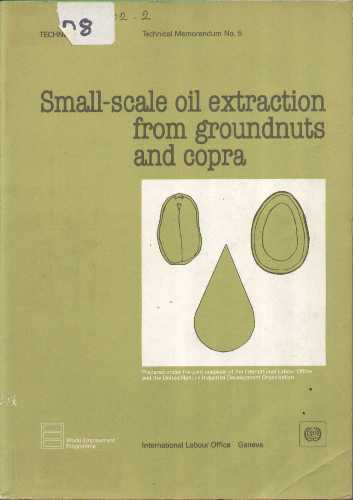 TECHN
D8
02.2
Technical Memorandum No. 5
Small-scale oil extraction
from groundnuts
and copra
Prepared under the joint auspices of the International Labour Office
and the United Nations Industrial Development Organisation
World Employment
Programme
International Labour Office Geneva